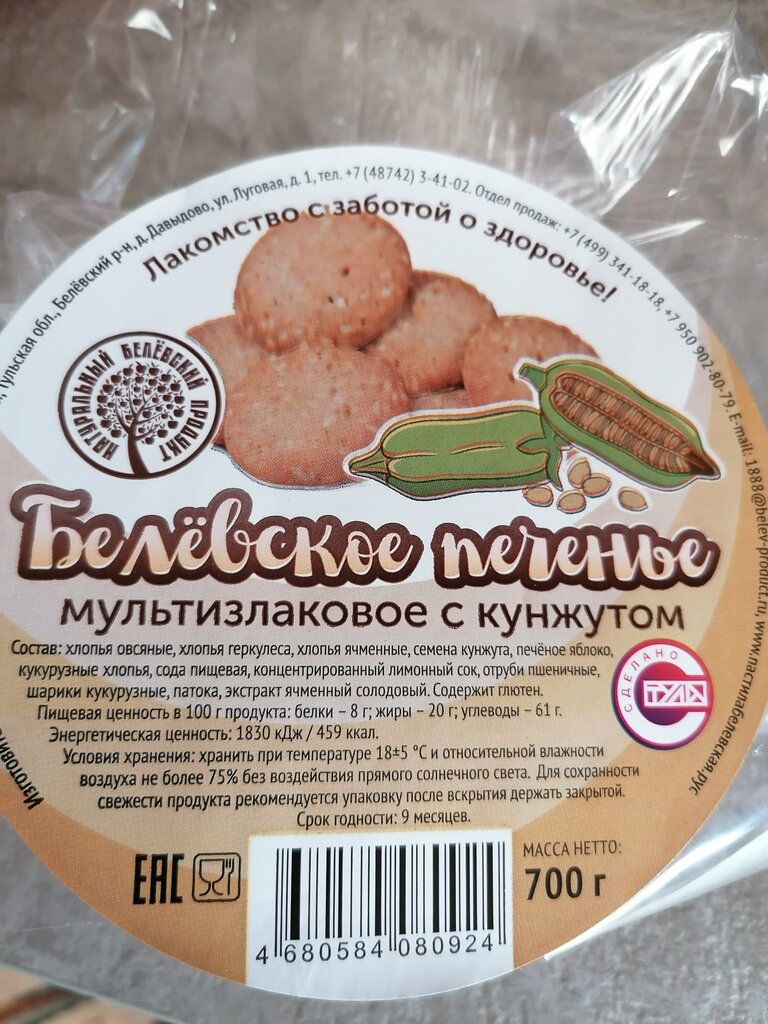 Тульская обл., Белёвский р-н, д. Давыдово, ул. Луговая, д. 1, тел. +7 (48742) 3-41-02. Отдел продаж: +7 (499) 341-18-18, +7 950 902-80-79. E-mail: 1888@belev-product.ru, www.пастилабелевская.рус
Лакомство с заботой о здоровье!
НАТУРАЛЬНЫЙ БЕЛЁВСКИЙ ПРОДУКТ
Белёвское печенье
мультизлаковое с кунжутом
Состав: хлопья овсяные, хлопья геркулеса, хлопья ячменные, семена кунжута, печёное яблоко,
кукурузные хлопья, сода пищевая, концентрированный лимонный сок, отруби пшеничные,
шарики кукурузные, патока, экстракт ячменный солодовый. Содержит глютен.
Пищевая ценность в 100 г продукта: белки – 8 г; жиры – 20 г; углеводы – 61 г.
Энергетическая ценность: 1830 кДж / 459 ккал.
Условия хранения: хранить при температуре 18±5 °С и относительной влажности
воздуха не более 75% без воздействия прямого солнечного света. Для сохранности
свежести продукта рекомендуется упаковку после вскрытия держать закрытой.
Срок годности: 9 месяцев.
СДЕЛАНО
ТУЛА
EAC
МАССА НЕТТО:
700 г
4 680584 080924